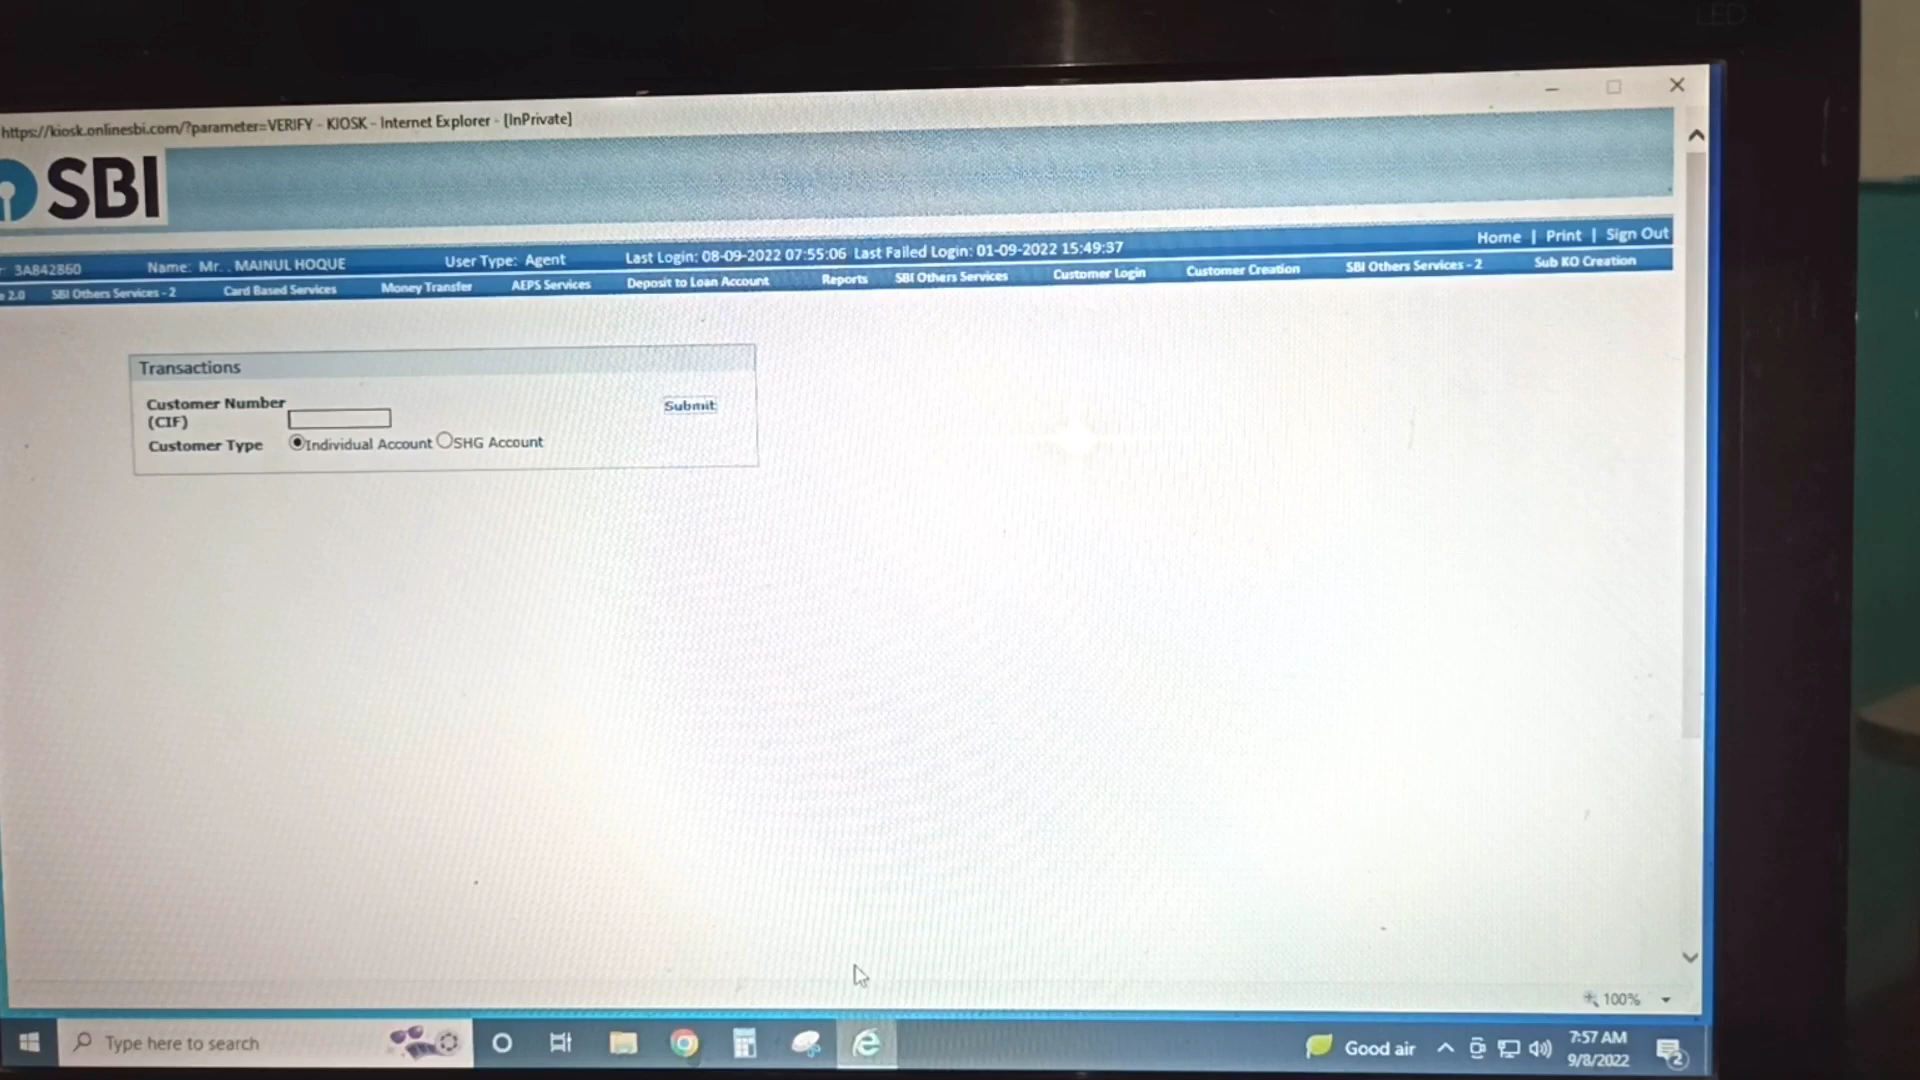 LED
https://kiosk.onlinesbi.com/?parameter=VERIFY - KIOSK - Internet Explorer - [InPrivate]
SBI
3A842860 Name: Mr. . MAINUL HOQUE User Type: Agent Last Login: 08-09-2022 07:55:06 Last Failed Login: 01-09-2022 15:49:37 Home | Print | Sign Out
2.0 SBI Others Services - 2 Card Based Services Money Transfer AEPS Services Deposit to Loan Account Reports SBI Others Services Customer Login Customer Creation SBI Others Services - 2 Sub KO Creation
Transactions
Customer Number
(CIF)
Submit
Customer Type Individual Account SHG Account
100%
Type here to search
Good air
7:57 AM
9/8/2022
2